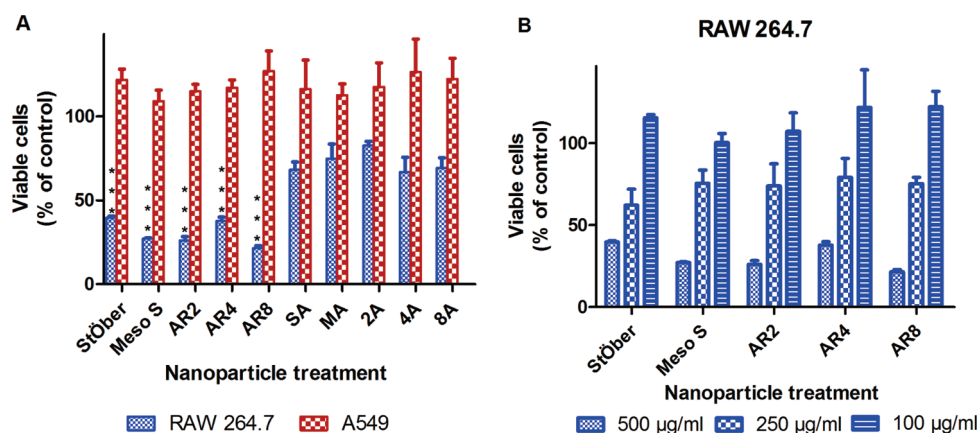 A
Viable cells
(% of control)
100
50
0
* * *
* * *
* * *
* * *
* * *
StÖber
Meso S
AR2
AR4
AR8
SA
MA
2A
4A
8A
Nanoparticle treatment
RAW 264.7
A549
B
RAW 264.7
Viable cells
(% of control)
100
50
0
StÖber
Meso S
AR2
AR4
AR8
Nanoparticle treatment
500 µg/ml
250 µg/ml
100 µg/ml